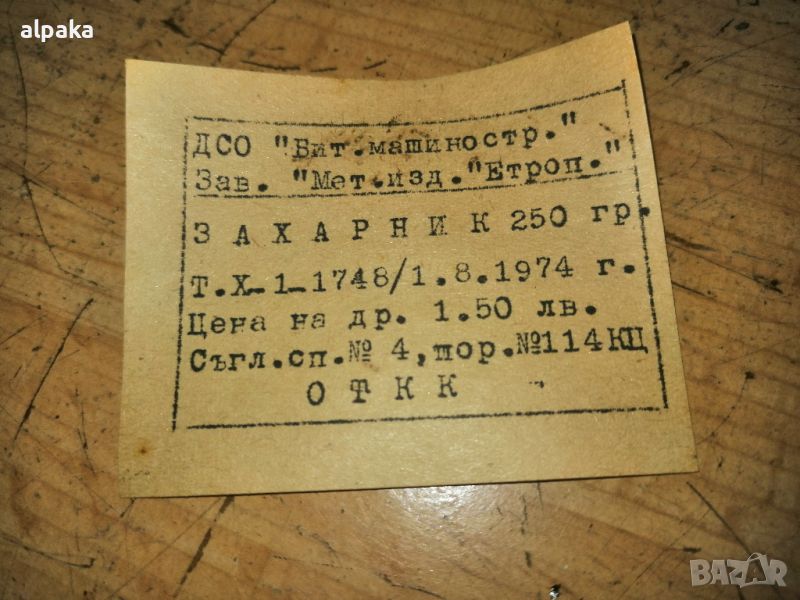 alpaka
ДСО "Бит.машиностр."
Зав. "Мет.изд."Етроп."
ЗАХАРНИК 250 гр.
Т.Х-1-1748/1.8.1974 г.
Цена на др. 1.50 лв.
Съгл.сп.№ 4,пор.№114КЦ
ОТКК
BAZAR